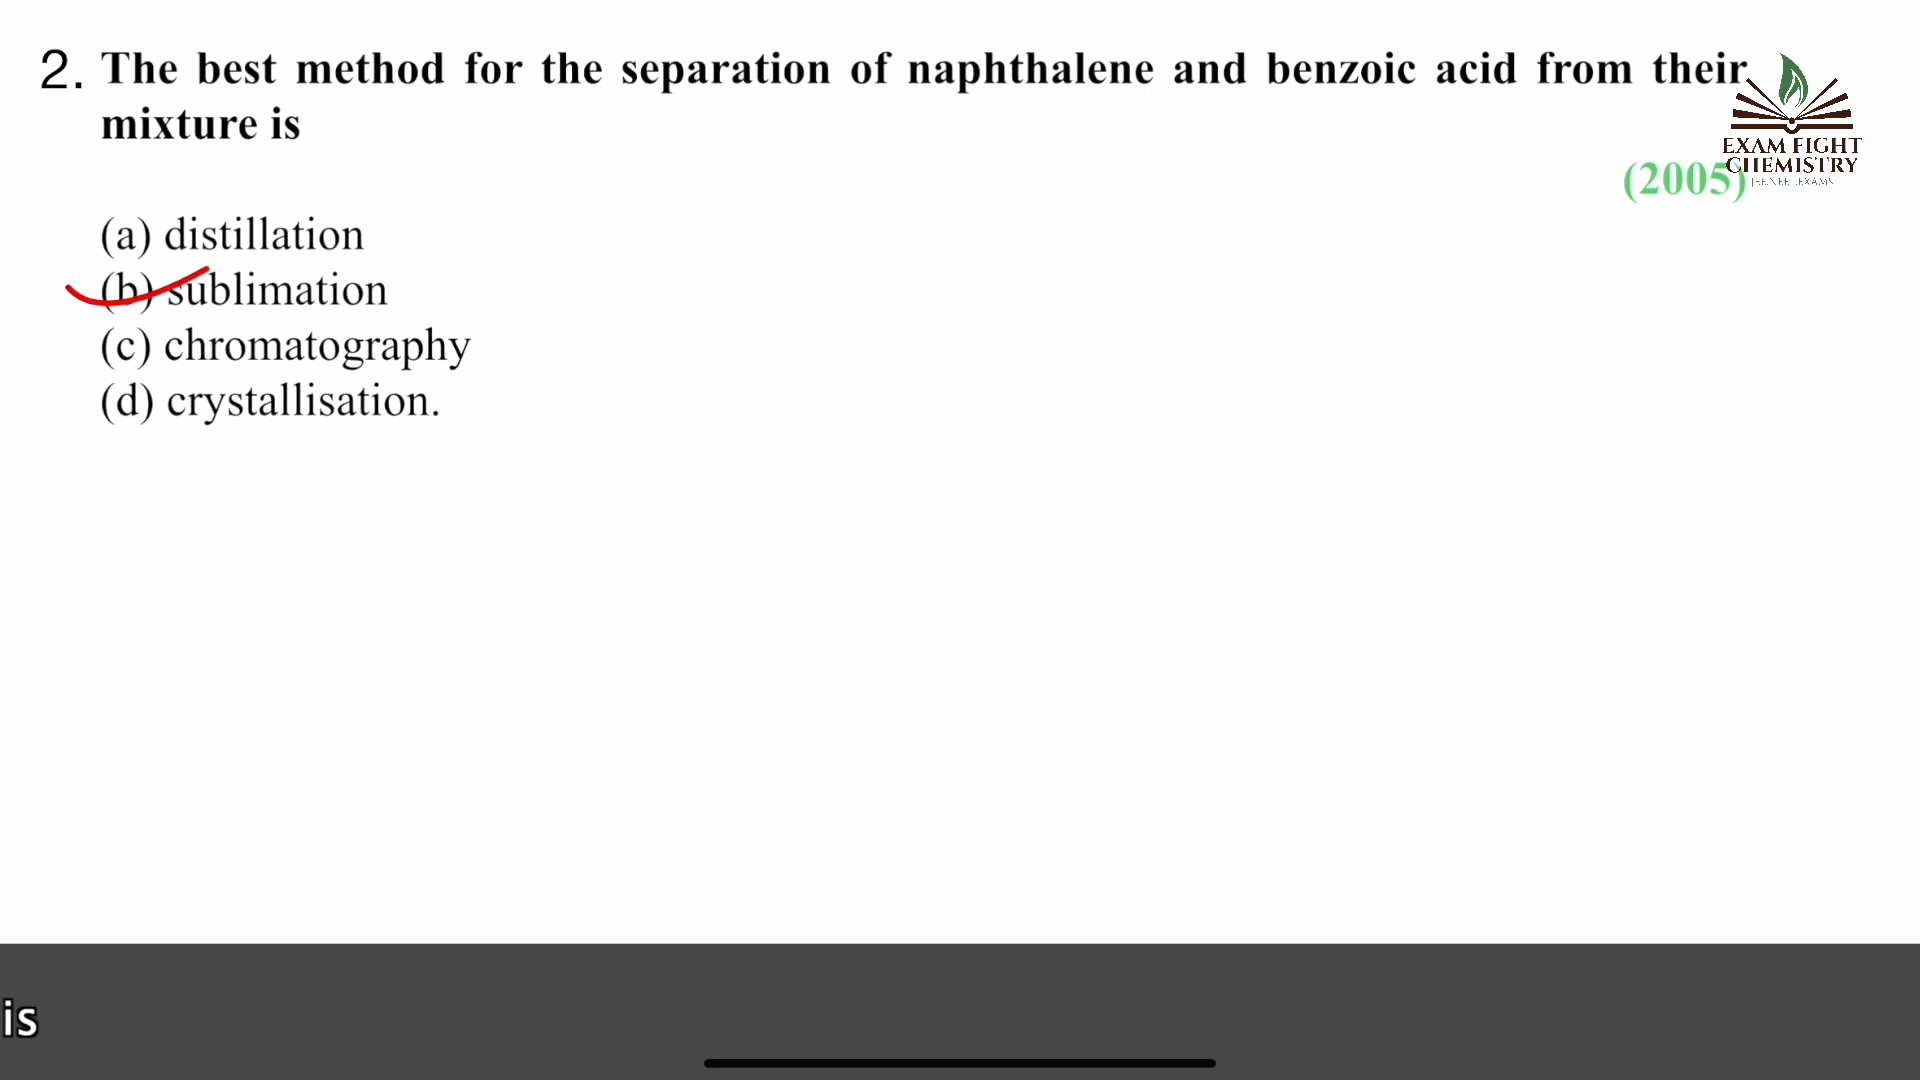 2. The best method for the separation of naphthalene and benzoic acid from their
mixture is
EXAM FIGHT
CHEMISTRY
(2005)
(a) distillation
(b) sublimation
(c) chromatography
(d) crystallisation.
is